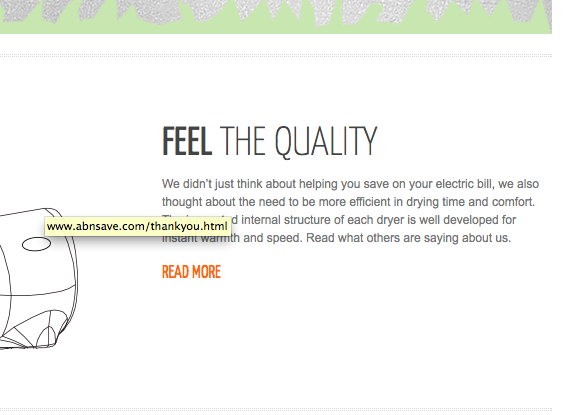 FEEL THE QUALITY
We didn't just think about helping you save on your electric bill, we also
thought about the need to be more efficient in drying time and comfort.
internal structure of each dryer is well developed for
www.abnsave.com/thankyou.html
instant warmth and speed. Read what others are saying about us.
READ MORE